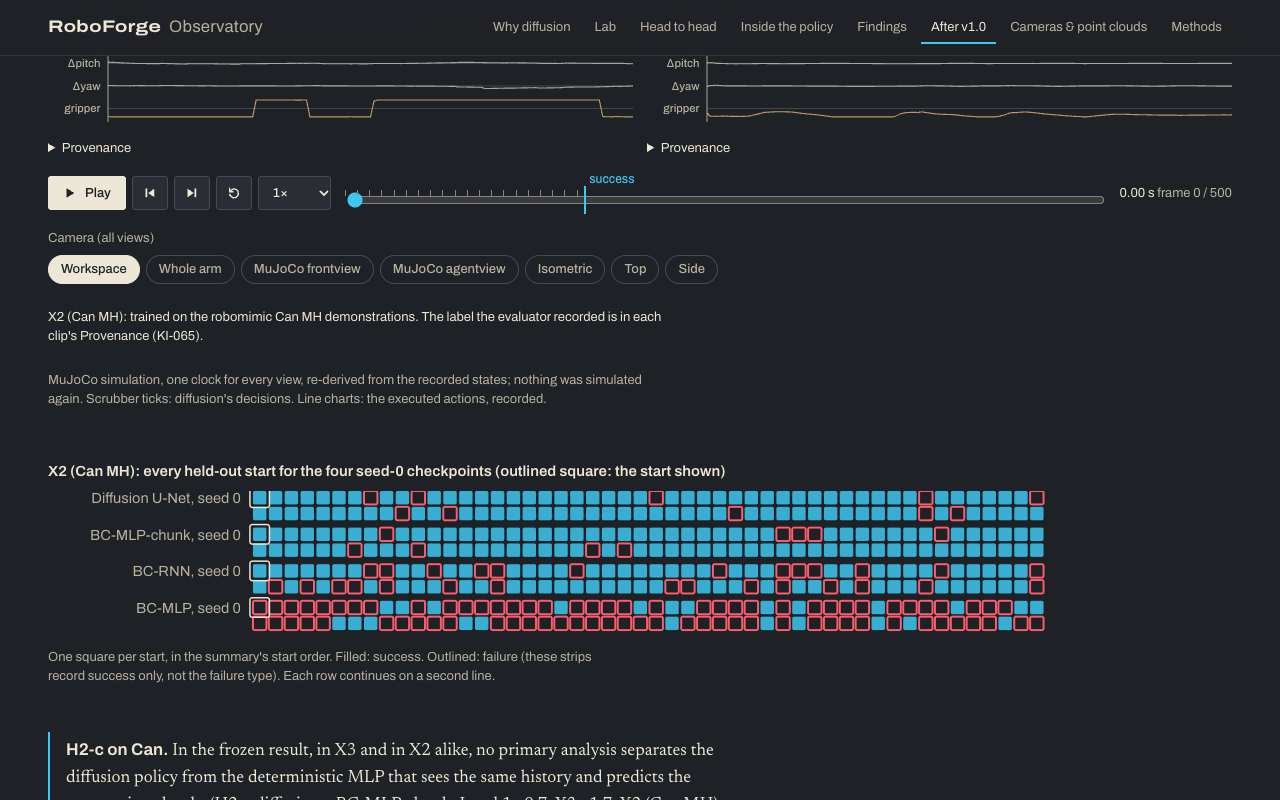 RoboForge Observatory
Why diffusion Lab Head to head Inside the policy Findings After v1.0 Cameras & point clouds Methods
Δpitch
Δyaw
gripper
Δpitch
Δyaw
gripper
Provenance
Provenance
Play
1×
success
0.00 s frame 0 / 500
Camera (all views)
Workspace Whole arm MuJoCo frontview MuJoCo agentview Isometric Top Side
X2 (Can MH): trained on the robomimic Can MH demonstrations. The label the evaluator recorded is in each
clip's Provenance (KI-065).
MuJoCo simulation, one clock for every view, re-derived from the recorded states; nothing was simulated
again. Scrubber ticks: diffusion's decisions. Line charts: the executed actions, recorded.
X2 (Can MH): every held-out start for the four seed-0 checkpoints (outlined square: the start shown)
Diffusion U-Net, seed 0
BC-MLP-chunk, seed 0
BC-RNN, seed 0
BC-MLP, seed 0
One square per start, in the summary's start order. Filled: success. Outlined: failure (these strips
record success only, not the failure type). Each row continues on a second line.
H2-c on Can. In the frozen result, in X3 and in X2 alike, no primary analysis separates the
diffusion policy from the deterministic MLP that sees the same history and predicts the